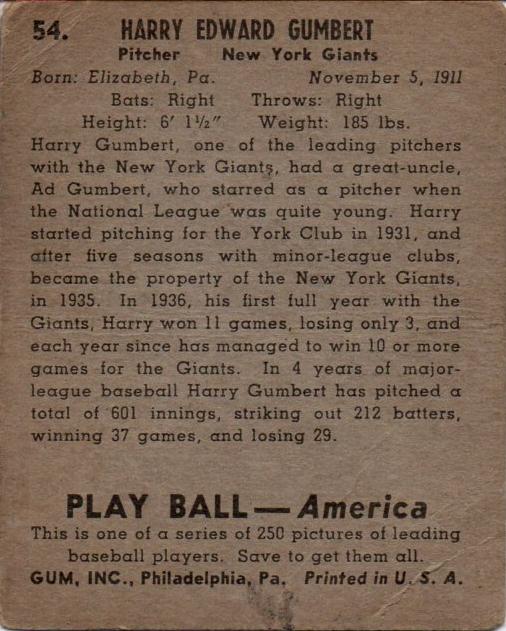 54. HARRY EDWARD GUMBERT
Pitcher New York Giants
Born: Elizabeth, Pa. November 5, 1911
Bats: Right Throws: Right
Height: 6′ 1½″ Weight: 185 lbs.
Harry Gumbert, one of the leading pitchers
with the New York Giants, had a great-uncle,
Ad Gumbert, who starred as a pitcher when
the National League was quite young. Harry
started pitching for the York Club in 1931, and
after five seasons with minor-league clubs,
became the property of the New York Giants,
in 1935. In 1936, his first full year with the
Giants, Harry won 11 games, losing only 3, and
each year since has managed to win 10 or more
games for the Giants. In 4 years of major-
league baseball Harry Gumbert has pitched a
total of 601 innings, striking out 212 batters,
winning 37 games, and losing 29.
PLAY BALL—America
This is one of a series of 250 pictures of leading
baseball players. Save to get them all.
GUM, INC., Philadelphia, Pa. Printed in U. S. A.